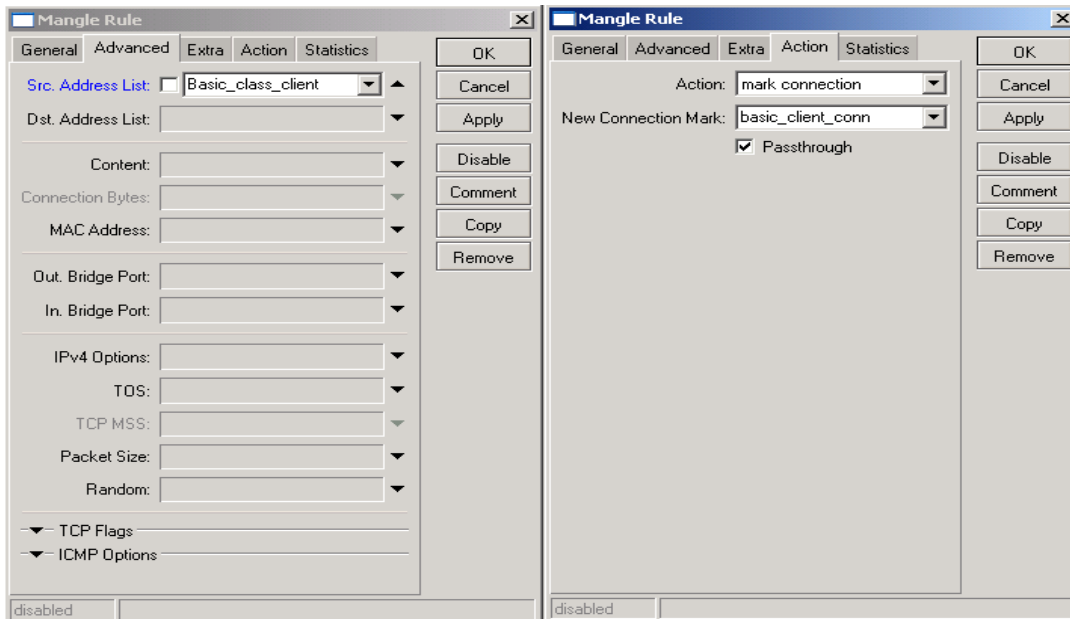 Mangle Rule
General Advanced Extra Action Statistics
Src. Address List: Basic_class_client
Dst. Address List:
Content:
Connection Bytes:
MAC Address:
Out. Bridge Port:
In. Bridge Port:
IPv4 Options:
TOS:
TCP MSS:
Packet Size:
Random:
TCP Flags
ICMP Options
OK
Cancel
Apply
Disable
Comment
Copy
Remove
disabled
Mangle Rule
General Advanced Extra Action Statistics
Action: mark connection
New Connection Mark: basic_client_conn
Passthrough
OK
Cancel
Apply
Disable
Comment
Copy
Remove
disabled